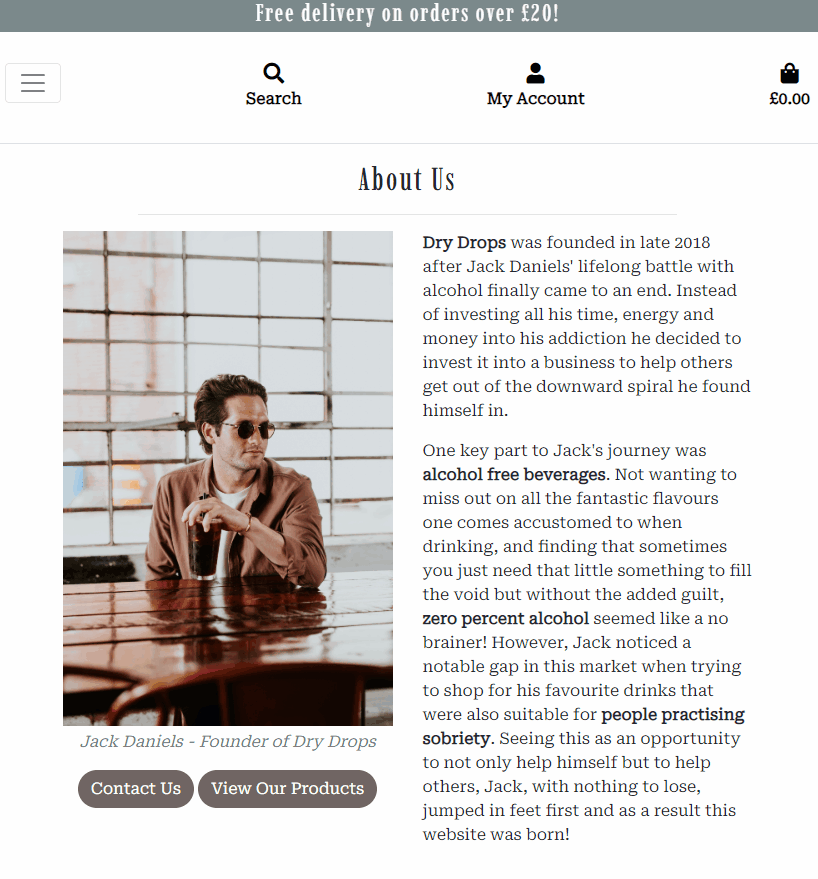 Free delivery on orders over £20!
Search
My Account
£0.00
About Us
Dry Drops was founded in late 2018
after Jack Daniels' lifelong battle with
alcohol finally came to an end. Instead
of investing all his time, energy and
money into his addiction he decided to
invest it into a business to help others
get out of the downward spiral he found
himself in.
One key part to Jack's journey was
alcohol free beverages. Not wanting to
miss out on all the fantastic flavours
one comes accustomed to when
drinking, and finding that sometimes
you just need that little something to fill
the void but without the added guilt,
zero percent alcohol seemed like a no
brainer! However, Jack noticed a
notable gap in this market when trying
to shop for his favourite drinks that
were also suitable for people practising
sobriety. Seeing this as an opportunity
to not only help himself but to help
others, Jack, with nothing to lose,
jumped in feet first and as a result this
website was born!
Jack Daniels - Founder of Dry Drops
Contact Us
View Our Products